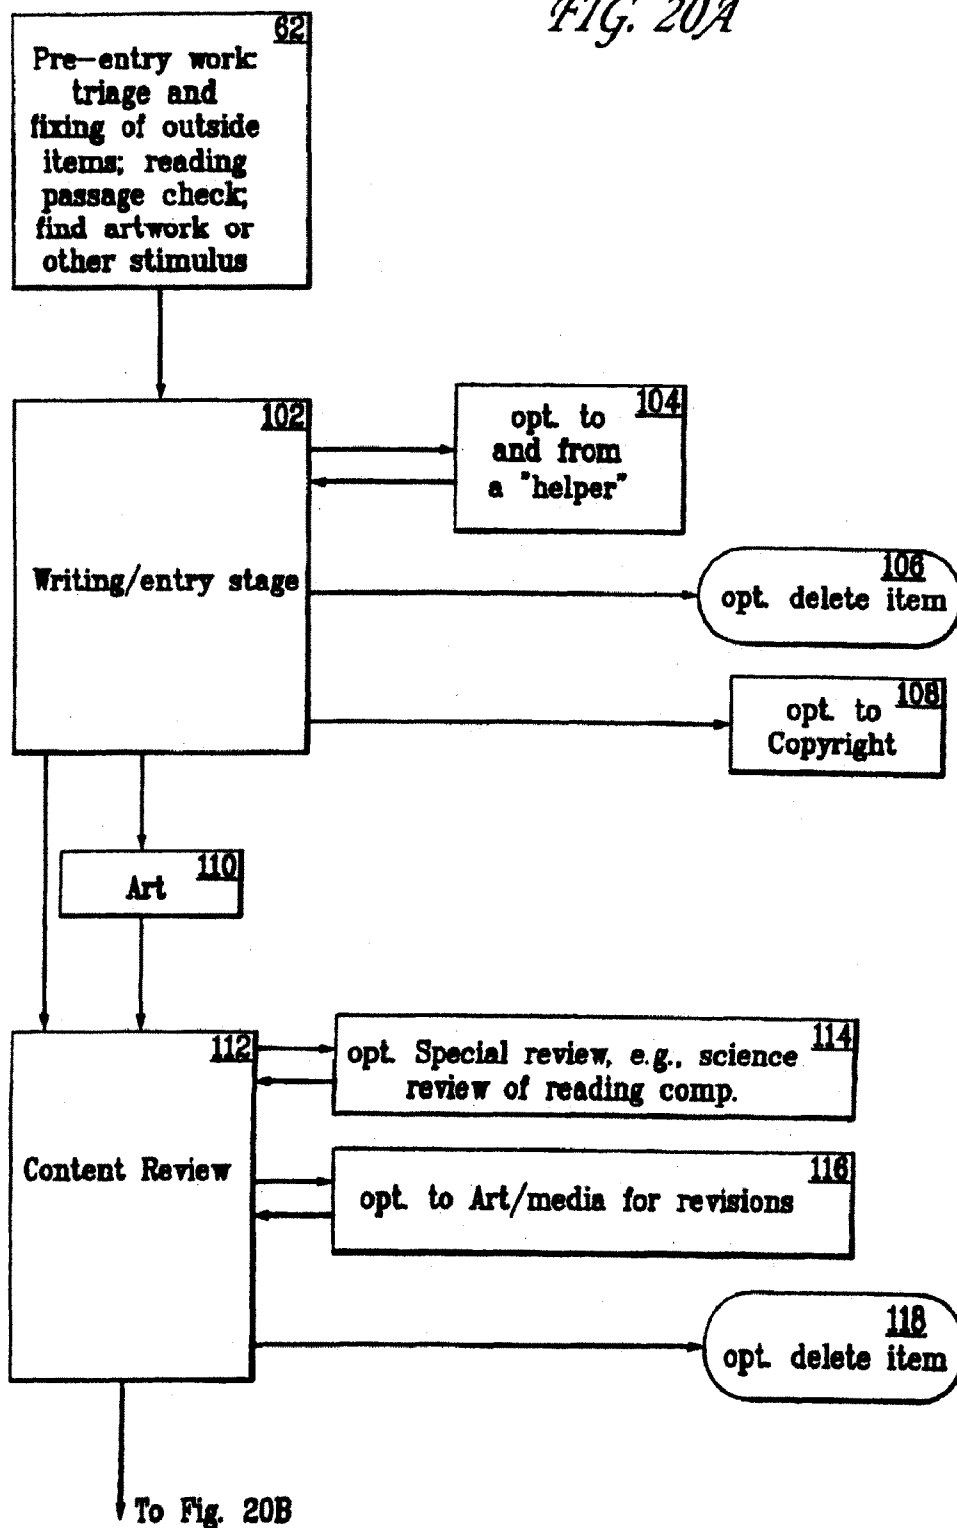 FIG. 20A
62
Pre-entry work:
triage and
fixing of outside
items; reading
passage check;
find artwork or
other stimulus
102
Writing/entry stage
104
opt. to
and from
a "helper"
106
opt. delete item
108
opt. to
Copyright
110
Art
112
Content Review
114
opt. Special review, e.g., science
review of reading comp.
116
opt. to Art/media for revisions
118
opt. delete item
To Fig. 20B